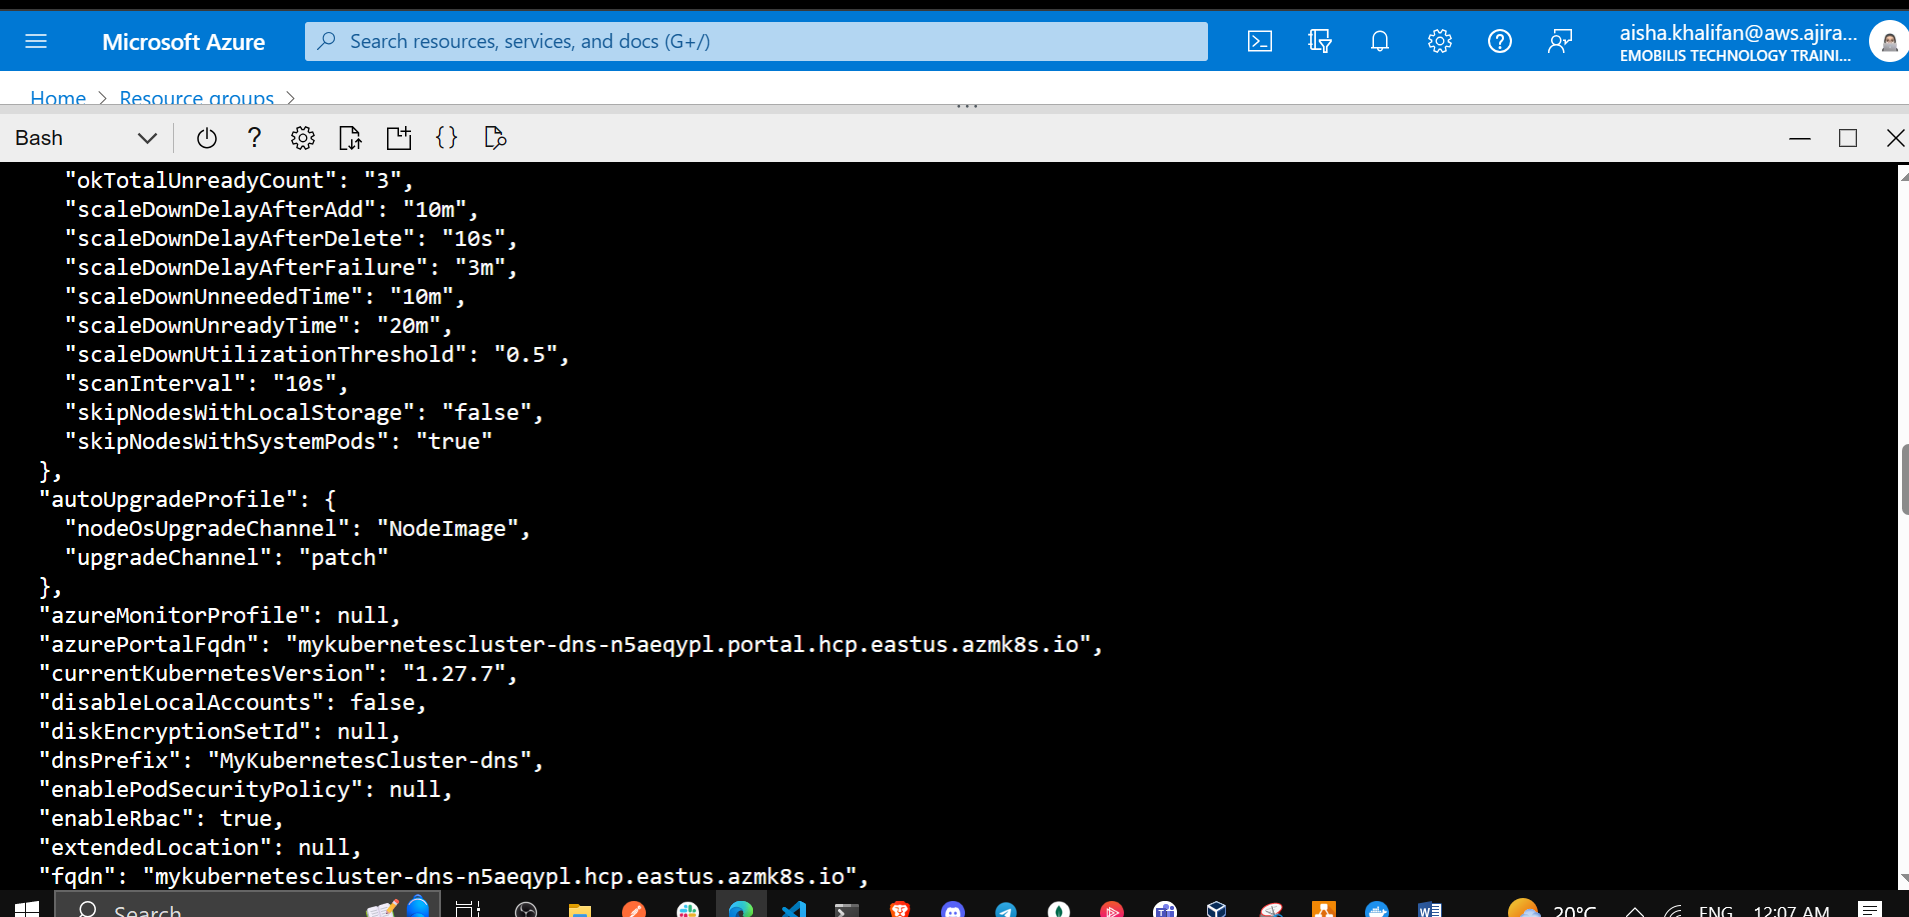 Microsoft Azure
Search resources, services, and docs (G+/)
aisha.khalifan@aws.ajira...
EMOBILIS TECHNOLOGY TRAINI...
Home > Resource groups >
Bash
"okTotalUnreadyCount": "3",
"scaleDownDelayAfterAdd": "10m",
"scaleDownDelayAfterDelete": "10s",
"scaleDownDelayAfterFailure": "3m",
"scaleDownUnneededTime": "10m",
"scaleDownUnreadyTime": "20m",
"scaleDownUtilizationThreshold": "0.5",
"scanInterval": "10s",
"skipNodesWithLocalStorage": "false",
"skipNodesWithSystemPods": "true"
},
"autoUpgradeProfile": {
"nodeOsUpgradeChannel": "NodeImage",
"upgradeChannel": "patch"
},
"azureMonitorProfile": null,
"azurePortalFqdn": "mykubernetescluster-dns-n5aeqypl.portal.hcp.eastus.azmk8s.io",
"currentKubernetesVersion": "1.27.7",
"disableLocalAccounts": false,
"diskEncryptionSetId": null,
"dnsPrefix": "MyKubernetesCluster-dns",
"enablePodSecurityPolicy": null,
"enableRbac": true,
"extendedLocation": null,
"fqdn": "mykubernetescluster-dns-n5aeqypl.hcp.eastus.azmk8s.io",
Search
20°C
ENG
12:07 AM